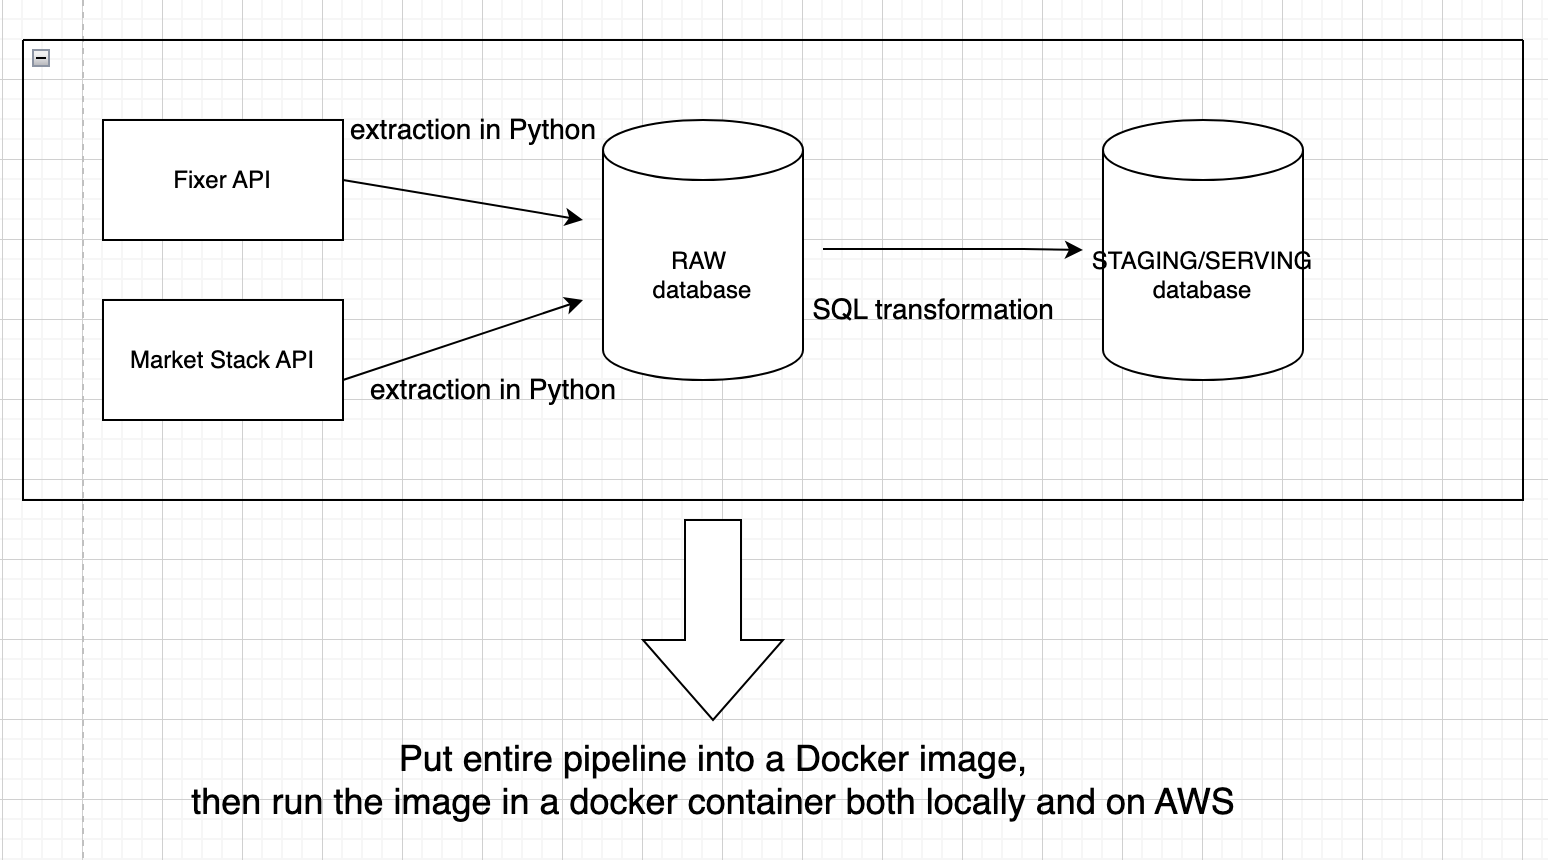 extraction in Python
Fixer API
RAW
database
STAGING/SERVING
database
SQL transformation
Market Stack API
extraction in Python
Put entire pipeline into a Docker image,
then run the image in a docker container both locally and on AWS